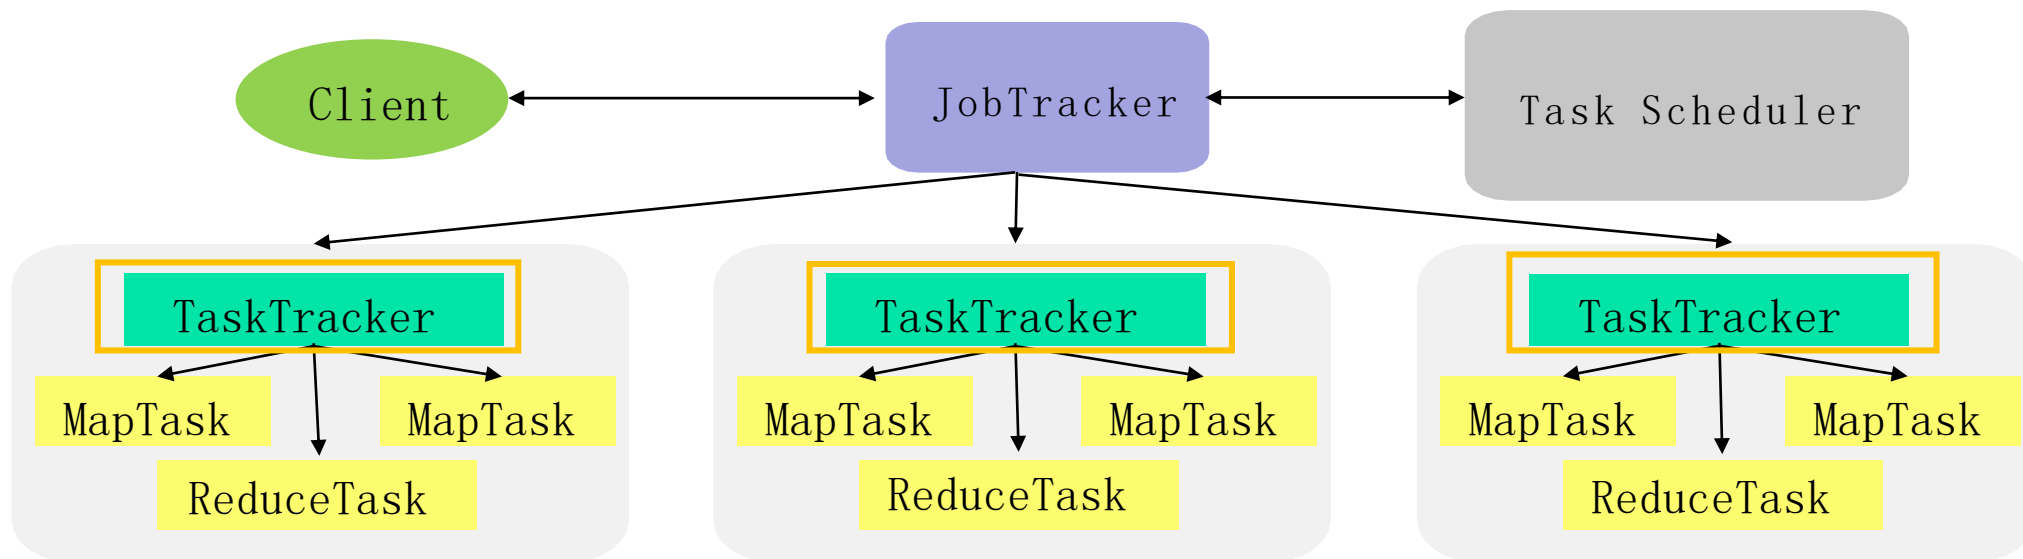 Client
JobTracker
Task Scheduler
TaskTracker
TaskTracker
TaskTracker
MapTask
MapTask
MapTask
MapTask
MapTask
MapTask
ReduceTask
ReduceTask
ReduceTask